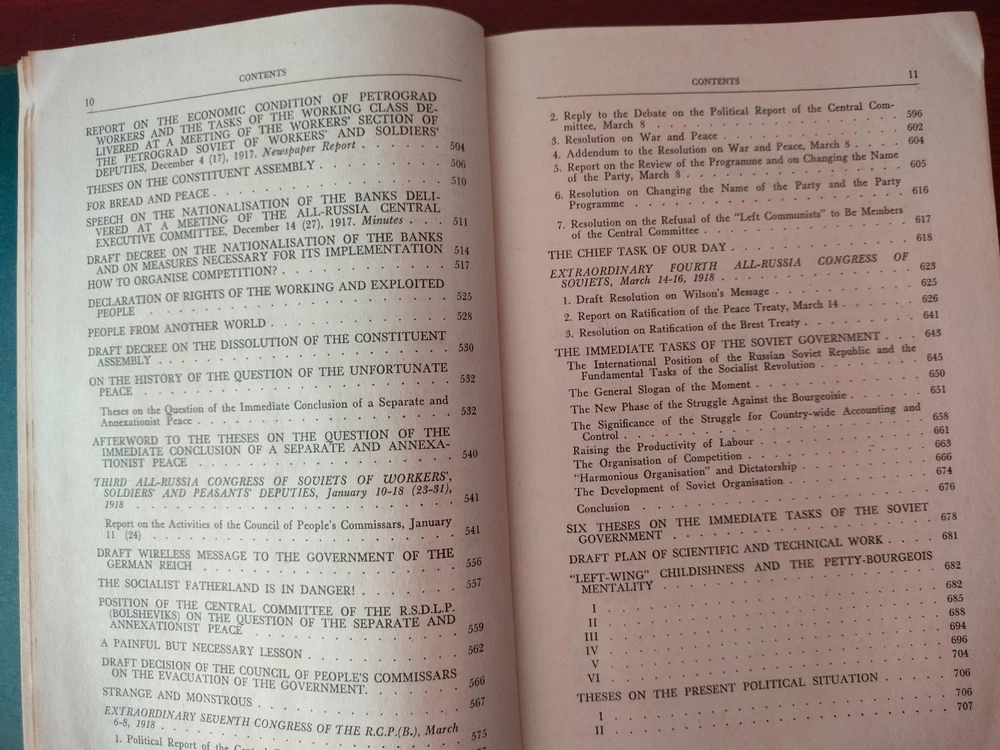 10
CONTENTS
REPORT ON THE ECONOMIC CONDITION OF PETROGRAD
WORKERS AND THE TASKS OF THE WORKING CLASS DE-
LIVERED AT A MEETING OF THE WORKERS' SECTION OF
THE PETROGRAD SOVIET OF WORKERS' AND SOLDIERS'
DEPUTIES, December 4 (17), 1917. Newspaper Report . 504
THESES ON THE CONSTITUENT ASSEMBLY . . . . . . 506
FOR BREAD AND PEACE . . . . . . . . . . . . 510
SPEECH ON THE NATIONALISATION OF THE BANKS DELI-
VERED AT A MEETING OF THE ALL-RUSSIA CENTRAL
EXECUTIVE COMMITTEE, December 14 (27), 1917. Minutes . . . 511
DRAFT DECREE ON THE NATIONALISATION OF THE BANKS
AND ON MEASURES NECESSARY FOR ITS IMPLEMENTATION 514
HOW TO ORGANISE COMPETITION? . . . . . . . . . 517
DECLARATION OF RIGHTS OF THE WORKING AND EXPLOITED
PEOPLE . . . . . . . . . . . . . . . . 525
PEOPLE FROM ANOTHER WORLD . . . . . . . . . . 528
DRAFT DECREE ON THE DISSOLUTION OF THE CONSTITUENT
ASSEMBLY . . . . . . . . . . . . . . . 530
ON THE HISTORY OF THE QUESTION OF THE UNFORTUNATE
PEACE . . . . . . . . . . . . . . . . 532
Theses on the Question of the Immediate Conclusion of a Separate and
Annexationist Peace . . . . . . . . . . . . 532
AFTERWORD TO THE THESES ON THE QUESTION OF THE
IMMEDIATE CONCLUSION OF A SEPARATE AND ANNEXA-
TIONIST PEACE . . . . . . . . . . . . . 540
THIRD ALL-RUSSIA CONGRESS OF SOVIETS OF WORKERS',
SOLDIERS' AND PEASANTS' DEPUTIES, January 10-18 (23-31),
1918 . . . . . . . . . . . . . . . . 541
Report on the Activities of the Council of People's Commissars, January
11 (24) . . . . . . . . . . . . . . . 541
DRAFT WIRELESS MESSAGE TO THE GOVERNMENT OF THE
GERMAN REICH . . . . . . . . . . . . . 556
THE SOCIALIST FATHERLAND IS IN DANGER! . . . . . . 557
POSITION OF THE CENTRAL COMMITTEE OF THE R.S.D.L.P.
(BOLSHEVIKS) ON THE QUESTION OF THE SEPARATE AND
ANNEXATIONIST PEACE . . . . . . . . . . 559
A PAINFUL BUT NECESSARY LESSON . . . . . . . . 562
DRAFT DECISION OF THE COUNCIL OF PEOPLE'S COMMISSARS
ON THE EVACUATION OF THE GOVERNMENT. . . . . . 566
STRANGE AND MONSTROUS . . . . . . . . . . . 567
EXTRAORDINARY SEVENTH CONGRESS OF THE R.C.P.(B.), March
6-8, 1918 . . . . . . . . . . . . . . . 575
1. Political Report of the
CONTENTS
11
2. Reply to the Debate on the Political Report of the Central Com-
mittee, March 8 . . . . . . . . . . . . . 596
3. Resolution on War and Peace . . . . . . . . . . 602
4. Addendum to the Resolution on War and Peace, March 8 . . . 604
5. Report on the Review of the Programme and on Changing the Name
of the Party, March 8 . . . . . . . . . . . 605
6. Resolution on Changing the Name of the Party and the Party
Programme . . . . . . . . . . . . . . 616
7. Resolution on the Refusal of the "Left Communists" to Be Members
of the Central Committee . . . . . . . . . . 617
THE CHIEF TASK OF OUR DAY . . . . . . . . . . 618
EXTRAORDINARY FOURTH ALL-RUSSIA CONGRESS OF
SOVIETS, March 14-16, 1918 . . . . . . . . . . 623
1. Draft Resolution on Wilson's Message . . . . . . . 625
2. Report on Ratification of the Peace Treaty, March 14 . . . . 626
3. Resolution on Ratification of the Brest Treaty . . . . . . 641
THE IMMEDIATE TASKS OF THE SOVIET GOVERNMENT . . . 643
The International Position of the Russian Soviet Republic and the
Fundamental Tasks of the Socialist Revolution . . . . . 645
The General Slogan of the Moment . . . . . . . . . 650
The New Phase of the Struggle Against the Bourgeoisie . . . . 651
The Significance of the Struggle for Country-wide Accounting and
Control . . . . . . . . . . . . . . . 658
Raising the Productivity of Labour . . . . . . . . . 661
The Organisation of Competition . . . . . . . . . . 663
"Harmonious Organisation" and Dictatorship . . . . . . 666
The Development of Soviet Organisation . . . . . . . 674
Conclusion . . . . . . . . . . . . . . . 676
SIX THESES ON THE IMMEDIATE TASKS OF THE SOVIET
GOVERNMENT . . . . . . . . . . . . . . 678
DRAFT PLAN OF SCIENTIFIC AND TECHNICAL WORK . . . . 681
"LEFT-WING" CHILDISHNESS AND THE PETTY-BOURGEOIS
MENTALITY . . . . . . . . . . . . . . 682
I . . . . . . . . . . . . . . . . . 682
II . . . . . . . . . . . . . . . . . 685
III . . . . . . . . . . . . . . . . . 688
IV . . . . . . . . . . . . . . . . . 694
V . . . . . . . . . . . . . . . . . 696
VI . . . . . . . . . . . . . . . . . 704
THESES ON THE PRESENT POLITICAL SITUATION . . . . . 706
I . . . . . . . . . . . . . . . . . 706
II . . . . . . . . . . . . . . . . . 707